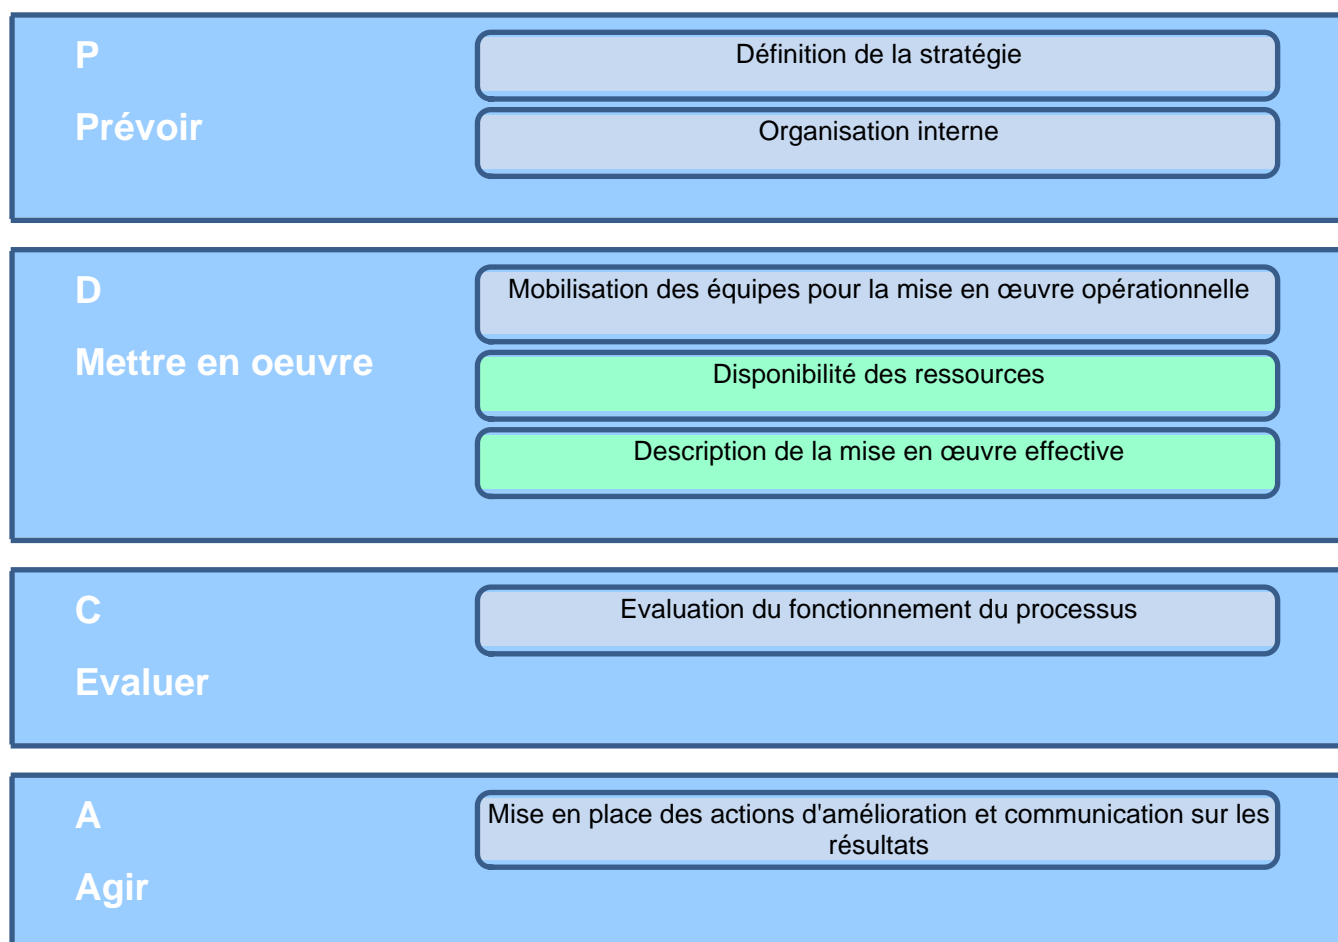 P
Prévoir
Définition de la stratégie
Organisation interne
D
Mettre en oeuvre
Mobilisation des équipes pour la mise en œuvre opérationnelle
Disponibilité des ressources
Description de la mise en œuvre effective
C
Evaluer
Evaluation du fonctionnement du processus
A
Agir
Mise en place des actions d'amélioration et communication sur les
résultats